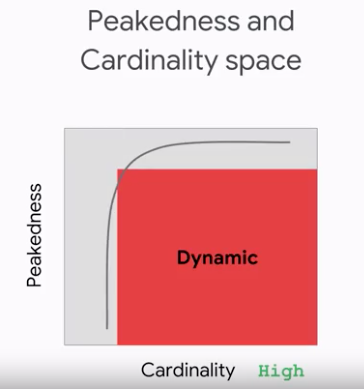 Peakedness and
Cardinality space
Peakedness
Dynamic
Cardinality High